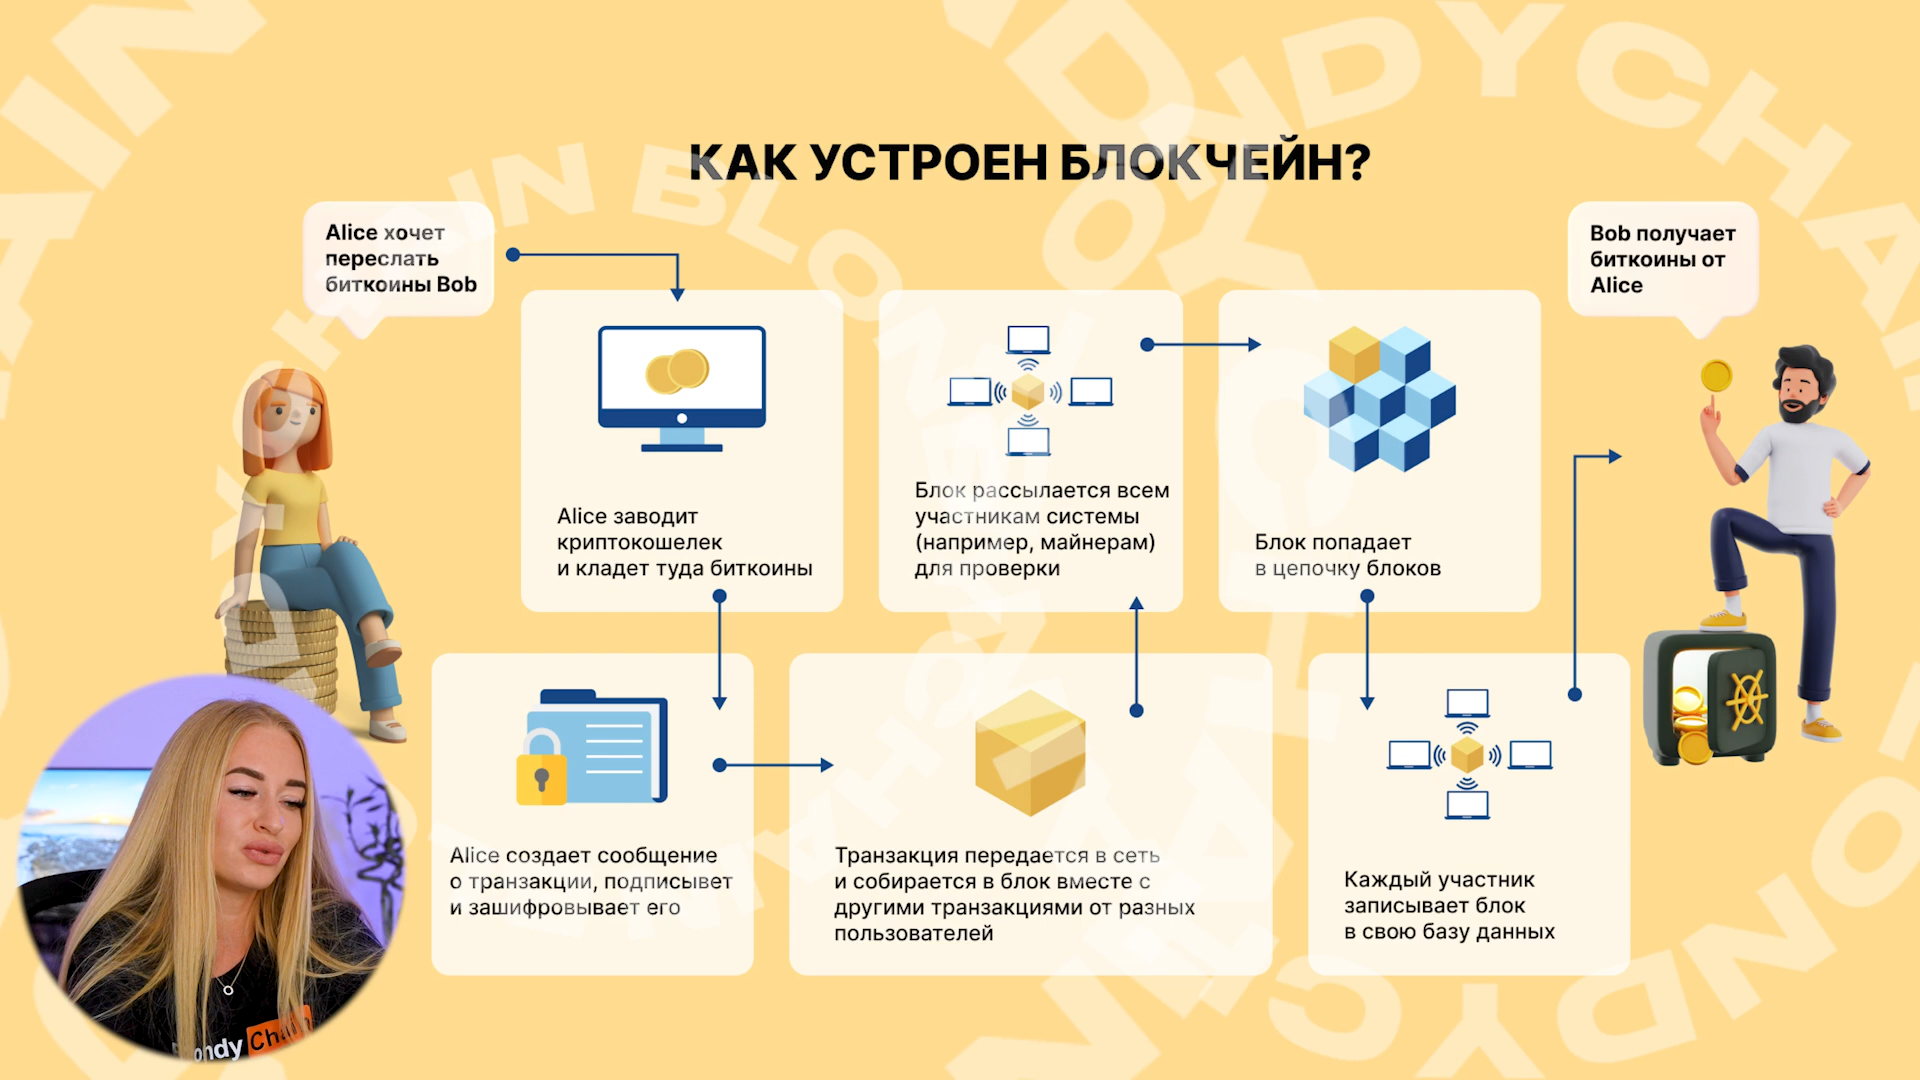 КАК УСТРОЕН БЛОКЧЕЙН?
Alice хочет
переслать
биткоины Bob
Alice заводит
криптокошелек
и кладет туда биткоины
Alice создает сообщение
о транзакции, подписывет
и зашифровывает его
Транзакция передается в сеть
и собирается в блок вместе с
другими транзакциями от разных
пользователей
Блок рассылается всем
участникам системы
(например, майнерам)
для проверки
Блок попадает
в цепочку блоков
Каждый участник
записывает блок
в свою базу данных
Bob получает
биткоины от
Alice